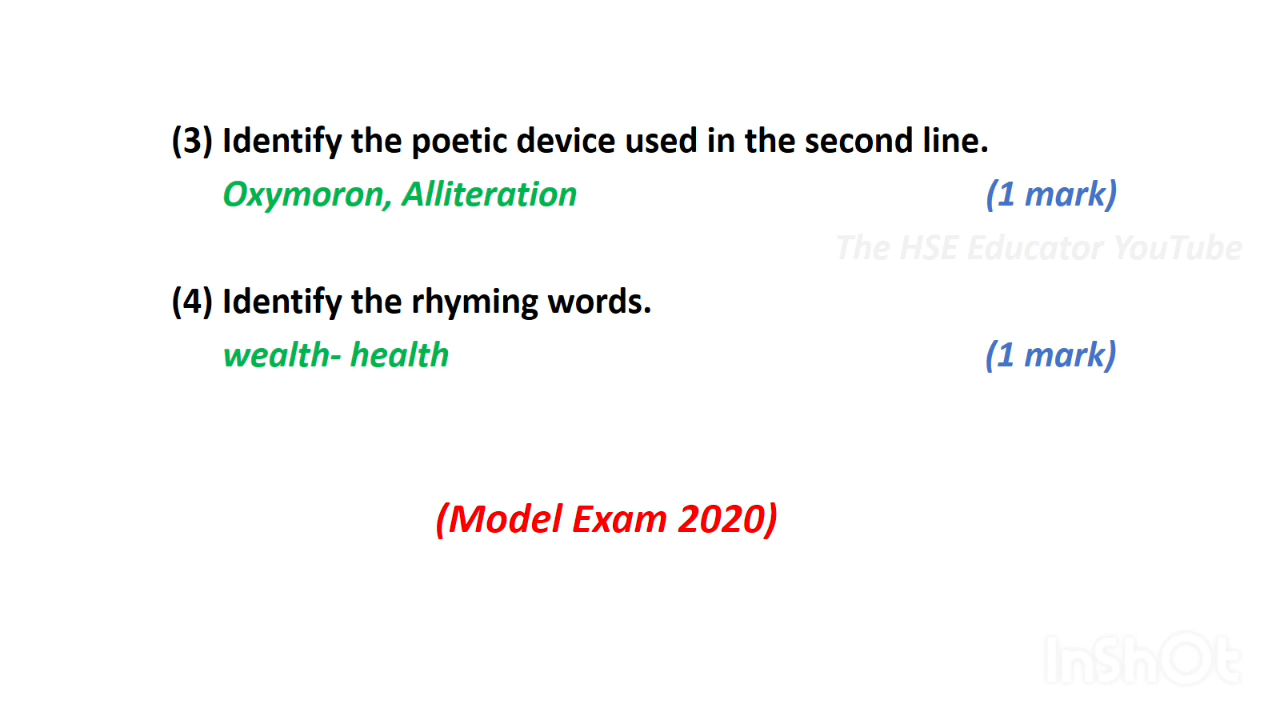 (3) Identify the poetic device used in the second line.
Oxymoron, Alliteration (1 mark)
The HSE Educator YouTube
(4) Identify the rhyming words.
wealth- health (1 mark)
(Model Exam 2020)
InShOt